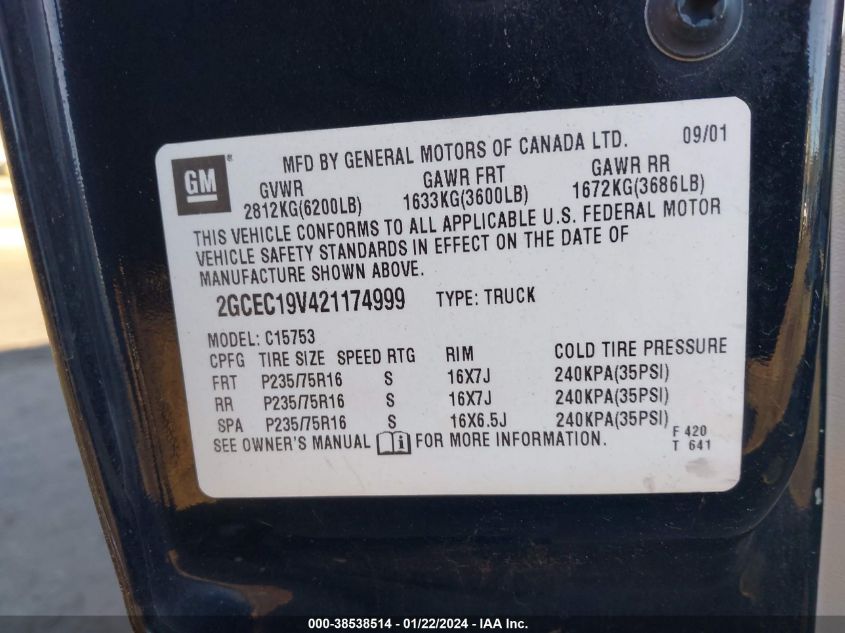 MFD BY GENERAL MOTORS OF CANADA LTD. 09/01
GM®
GVWR GAWR FRT GAWR RR
2812KG(6200LB) 1633KG(3600LB) 1672KG(3686LB)
THIS VEHICLE CONFORMS TO ALL APPLICABLE U.S. FEDERAL MOTOR
VEHICLE SAFETY STANDARDS IN EFFECT ON THE DATE OF
MANUFACTURE SHOWN ABOVE.
2GCEC19V421174999 TYPE: TRUCK
MODEL: C15753
CPFG TIRE SIZE SPEED RTG RIM COLD TIRE PRESSURE
FRT P235/75R16 S 16X7J 240KPA(35PSI)
RR P235/75R16 S 16X7J 240KPA(35PSI)
SPA P235/75R16 S 16X6.5J 240KPA(35PSI)
SEE OWNER'S MANUAL i FOR MORE INFORMATION.
F 420
T 641
000-38538514 - 01/22/2024 - IAA Inc.